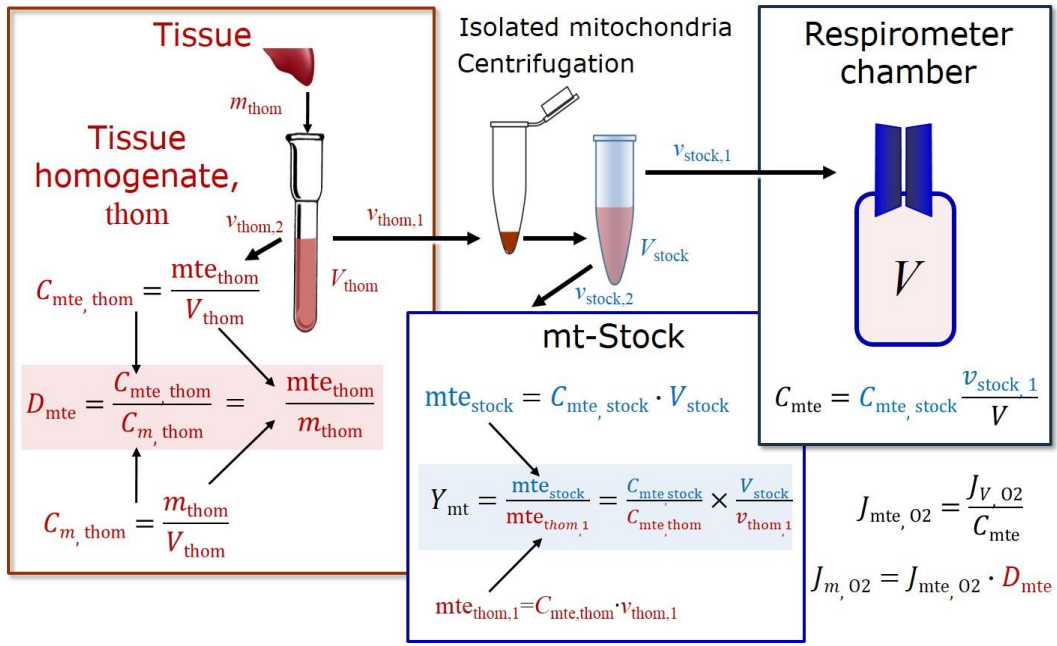 Tissue
m_thom
Tissue
homogenate,
thom
v_thom,2
v_thom,1
V_thom
C_mte, thom = mte_thom / V_thom
D_mte = C_mte, thom / C_m, thom = mte_thom / m_thom
C_m, thom = m_thom / V_thom
Isolated mitochondria
Centrifugation
v_stock,1
V_stock
v_stock,2
mt-Stock
mte_stock = C_mte, stock · V_stock
Y_mt = mte_stock / mte_thom,1 = C_mte,stock / C_mte,thom × V_stock / v_thom,1
mte_thom,1=C_mte,thom·v_thom,1
Respirometer
chamber
V
C_mte = C_mte, stock v_stock,1 / V
J_mte, O2 = J_V, O2 / C_mte
J_m, O2 = J_mte, O2 · D_mte